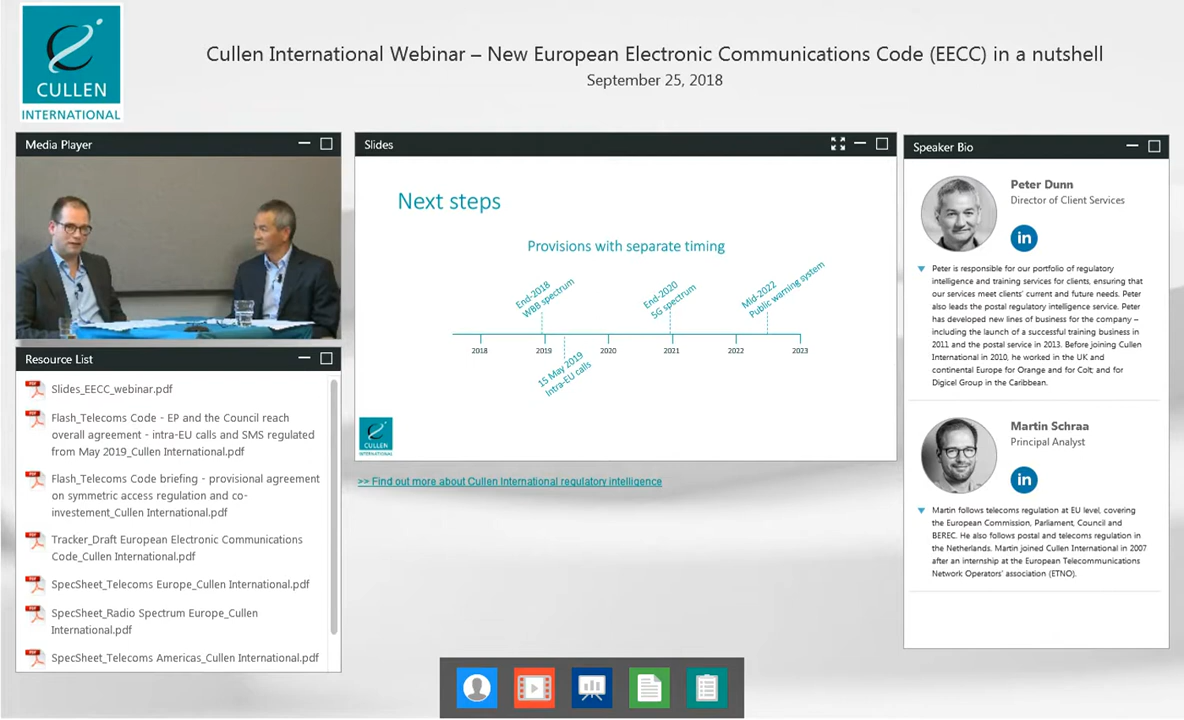 CULLEN
INTERNATIONAL
Cullen International Webinar – New European Electronic Communications Code (EECC) in a nutshell
September 25, 2018
Media Player
Resource List
Slides_EECC_webinar.pdf
Flash_Telecoms Code - EP and the Council reach
overall agreement - intra-EU calls and SMS regulated
from May 2019_Cullen International.pdf
Flash_Telecoms Code briefing - provisional agreement
on symmetric access regulation and co-
investement_Cullen International.pdf
Tracker_Draft European Electronic Communications
Code_Cullen International.pdf
SpecSheet_Telecoms Europe_Cullen International.pdf
SpecSheet_Radio Spectrum Europe_Cullen
International.pdf
SpecSheet_Telecoms Americas_Cullen International.pdf
Slides
Next steps
Provisions with separate timing
End-2018
WBB spectrum
End-2020
5G spectrum
Mid-2022
Public warning system
2018
2019
2020
2021
2022
2023
15 May 2019
Intra-EU calls
CULLEN
INTERNATIONAL
>> Find out more about Cullen International regulatory intelligence
Speaker Bio
Peter Dunn
Director of Client Services
in
Peter is responsible for our portfolio of regulatory
intelligence and training services for clients, ensuring that
our services meet clients' current and future needs. Peter
also leads the postal regulatory intelligence service. Peter
has developed new lines of business for the company –
including the launch of a successful training business in
2011 and the postal service in 2013. Before joining Cullen
International in 2010, he worked in the UK and
continental Europe for Orange and for Colt; and for
Digicel Group in the Caribbean.
Martin Schraa
Principal Analyst
in
Martin follows telecoms regulation at EU level, covering
the European Commission, Parliament, Council and
BEREC. He also follows postal and telecoms regulation in
the Netherlands. Martin joined Cullen International in 2007
after an internship at the European Telecommunications
Network Operators' association (ETNO).